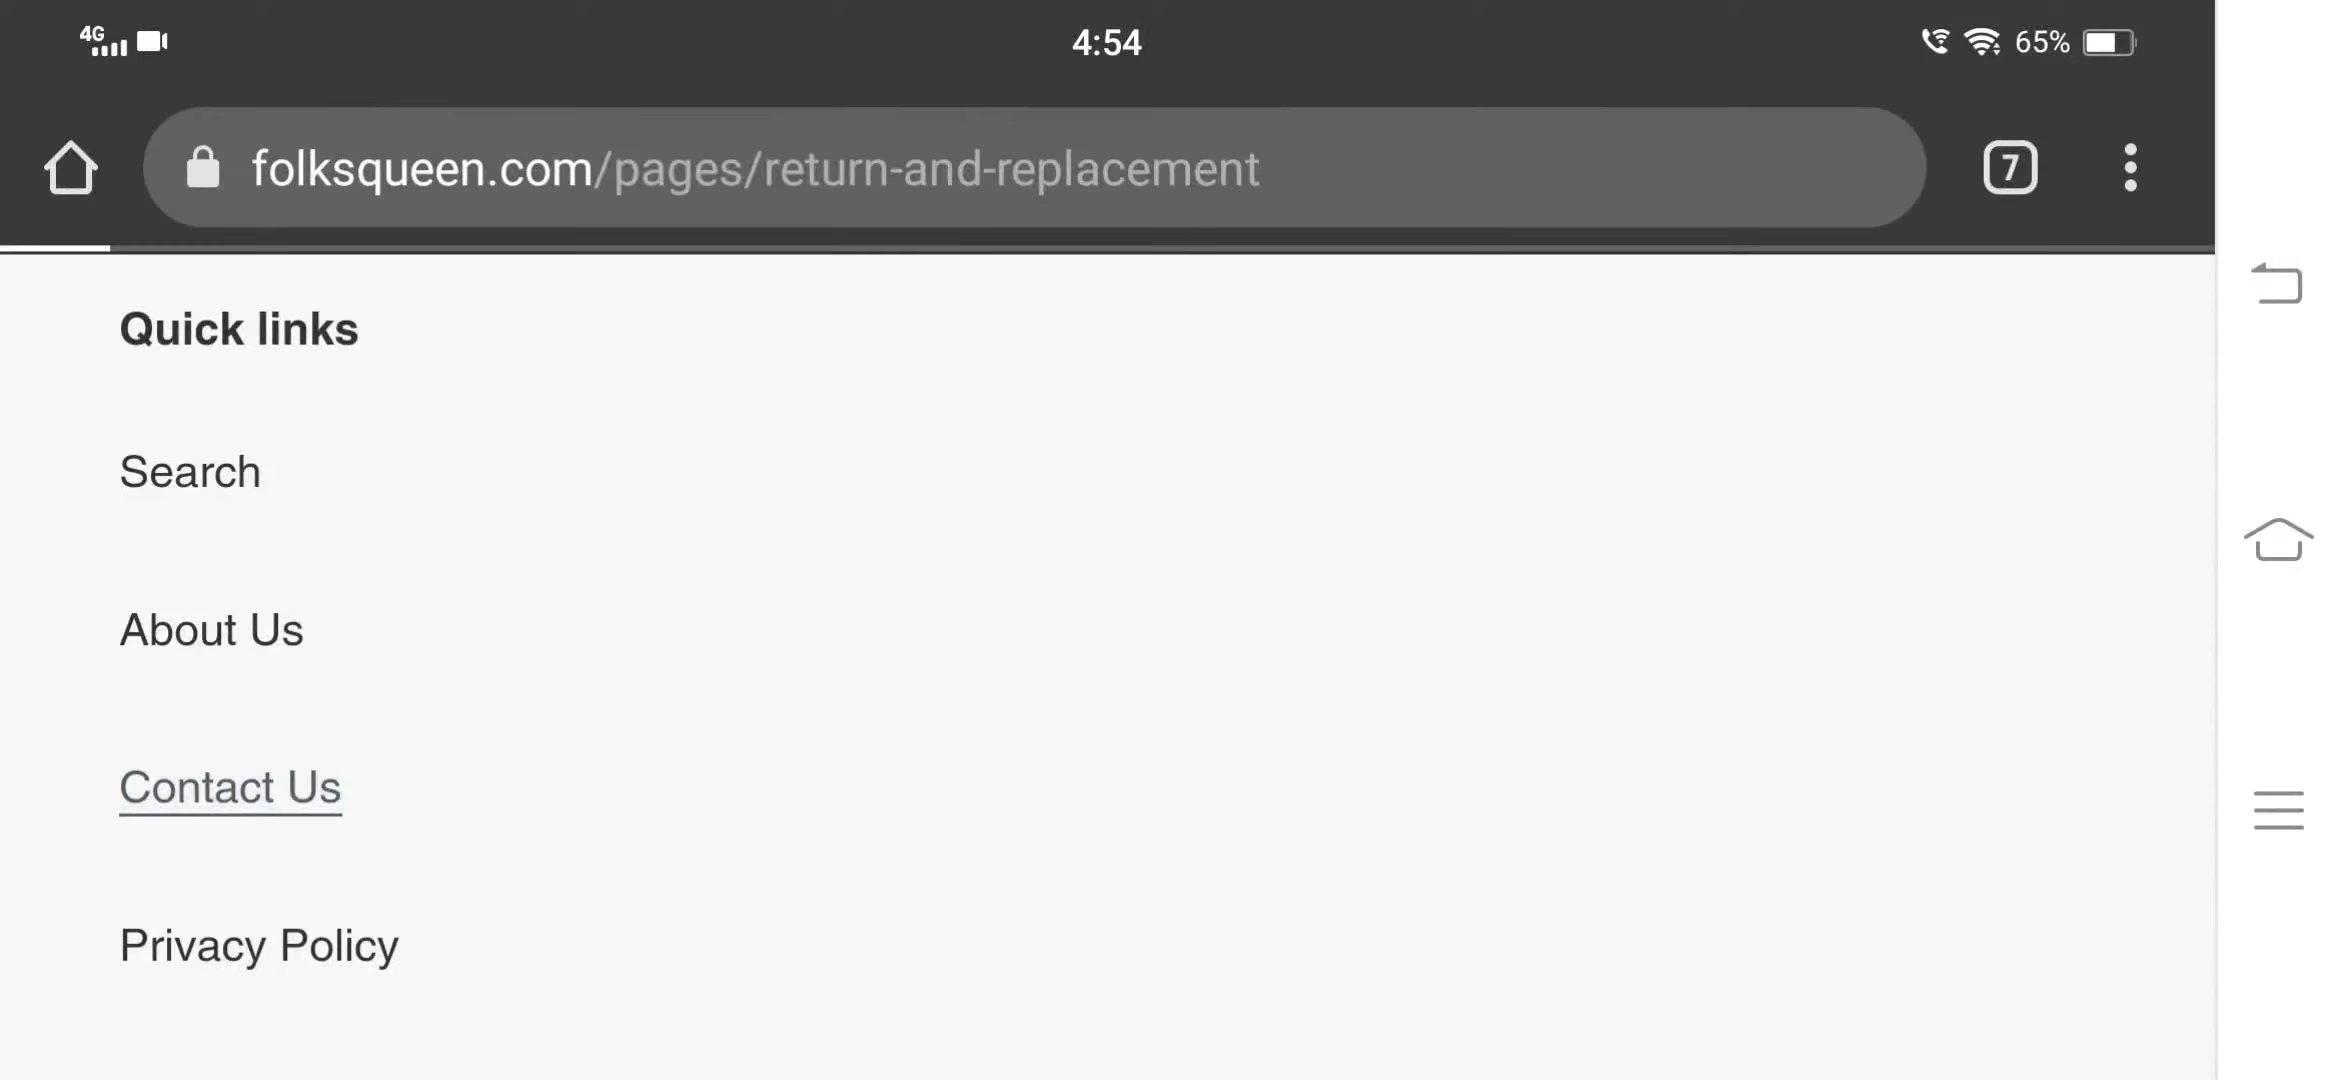 4G 4:54 65%
folksqueen.com/pages/return-and-replacement 7
Quick links
Search
About Us
Contact Us
Privacy Policy